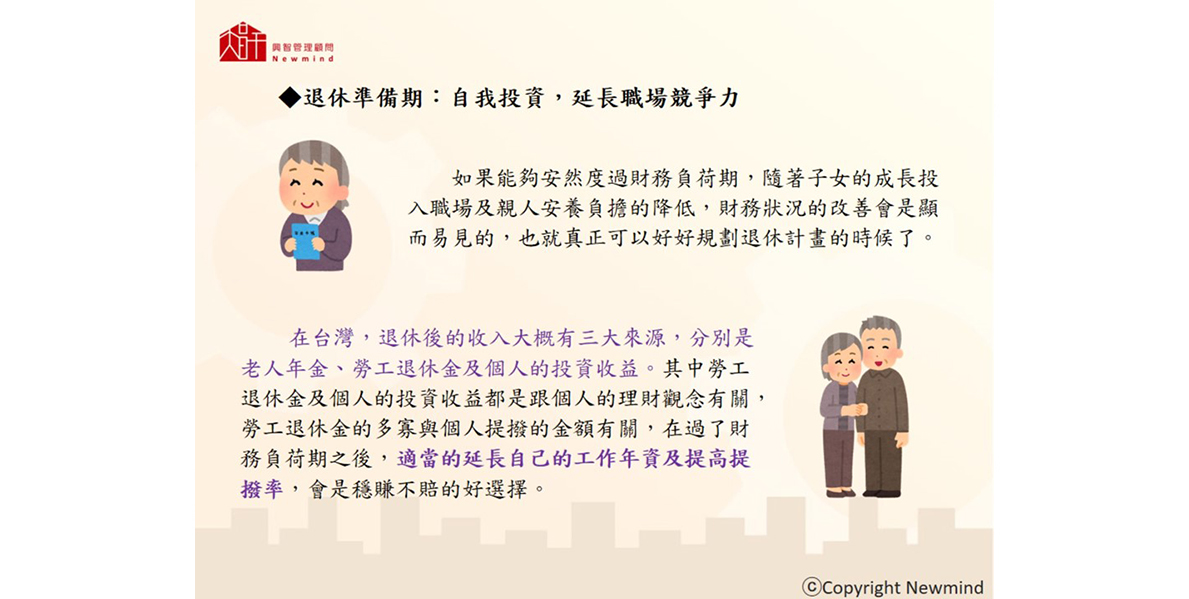 興智管理顧問
Newmind
◆退休準備期：自我投資，延長職場競爭力
如果能夠安然度過財務負荷期，隨著子女的成長投
入職場及親人安養負擔的降低，財務狀況的改善會是顯
而易見的，也就真正可以好好規劃退休計畫的時候了。
在台灣，退休後的收入大概有三大來源，分別是
老人年金、勞工退休金及個人的投資收益。其中勞工
退休金及個人的投資收益都是跟個人的理財觀念有關，
勞工退休金的多寡與個人提撥的金額有關，在過了財
務負荷期之後，適當的延長自己的工作年資及提高提
撥率，會是穩賺不賠的好選擇。
ⓒCopyright Newmind